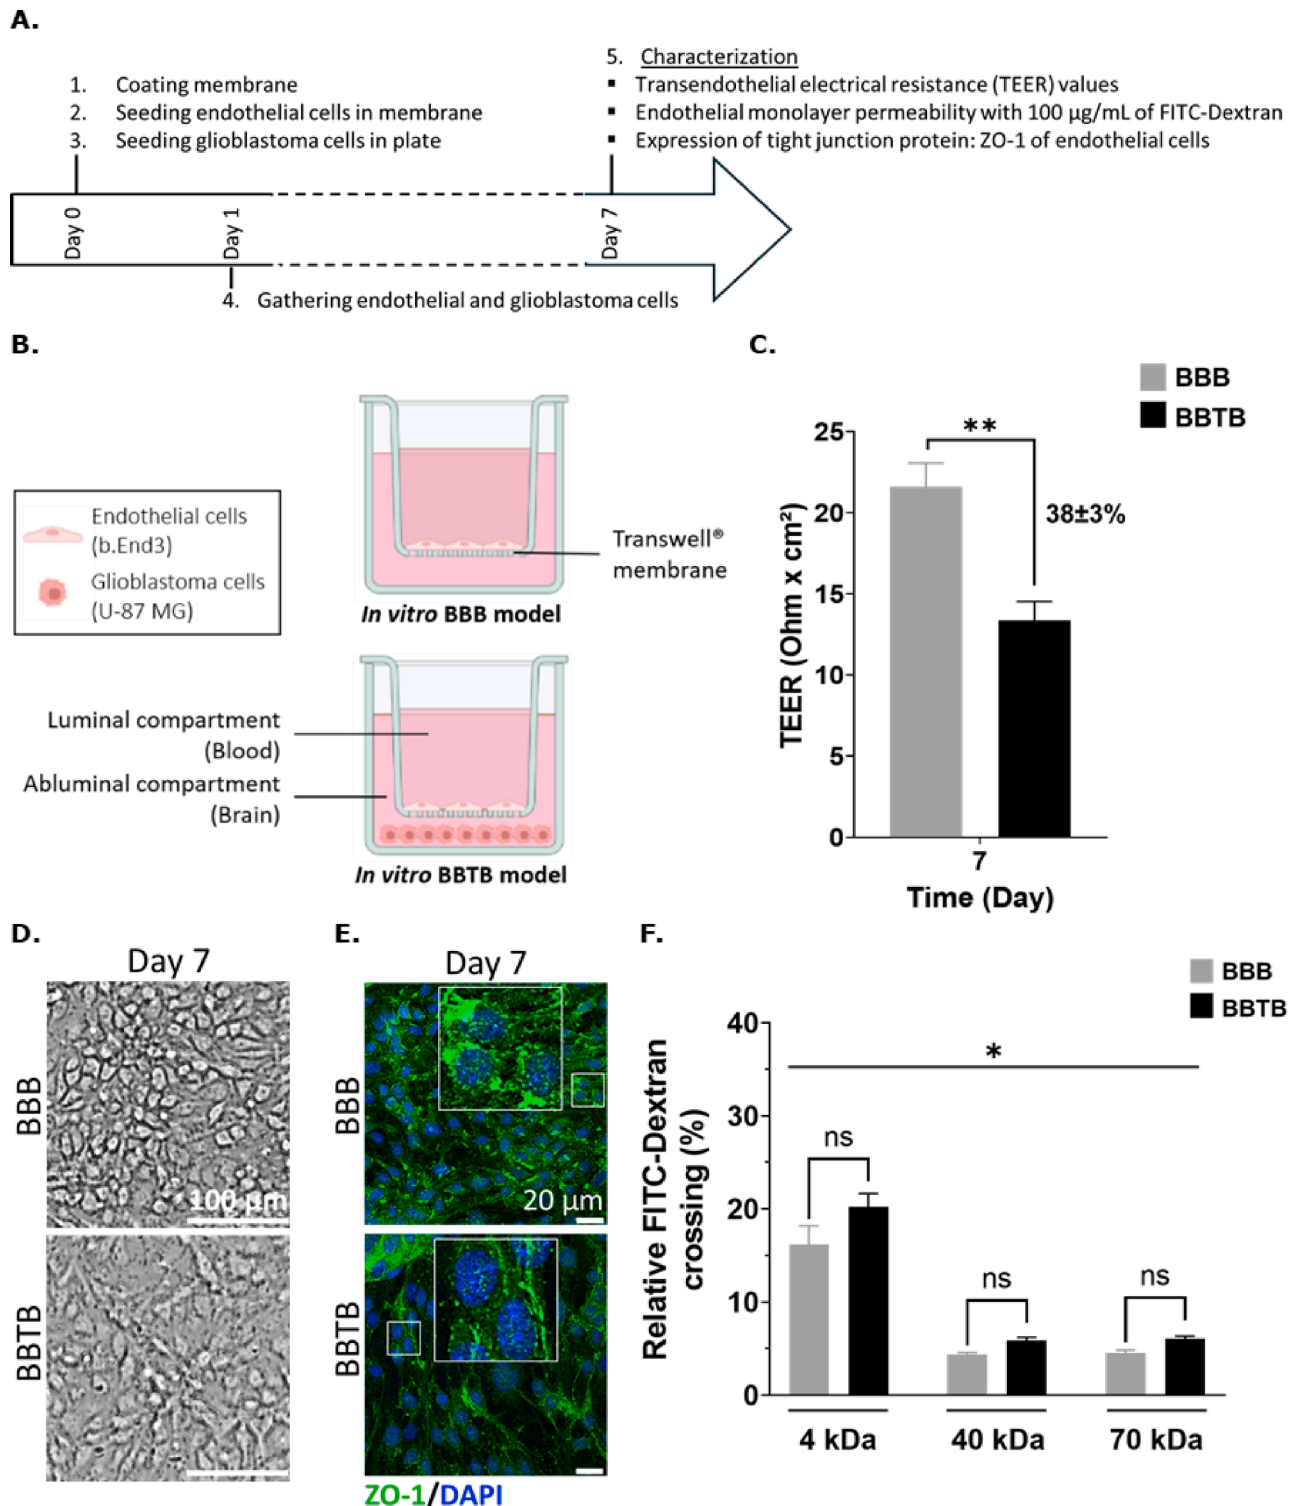 A.
1. Coating membrane
2. Seeding endothelial cells in membrane
3. Seeding glioblastoma cells in plate
5. Characterization
▪ Transendothelial electrical resistance (TEER) values
▪ Endothelial monolayer permeability with 100 µg/mL of FITC-Dextran
▪ Expression of tight junction protein: ZO-1 of endothelial cells
Day 0
Day 1
Day 7
4. Gathering endothelial and glioblastoma cells
B.
Endothelial cells
(b.End3)
Glioblastoma cells
(U-87 MG)
Transwell®
membrane
In vitro BBB model
Luminal compartment
(Blood)
Abluminal compartment
(Brain)
In vitro BBTB model
C.
BBB
BBTB
25
20
15
10
5
0
TEER (Ohm x cm²)
**
38±3%
7
Time (Day)
D.
Day 7
BBB
100 µm
BBTB
E.
Day 7
BBB
20 µm
BBTB
ZO-1/DAPI
F.
BBB
BBTB
40
30
20
10
0
Relative FITC-Dextran
crossing (%)
*
ns
ns
ns
4 kDa
40 kDa
70 kDa